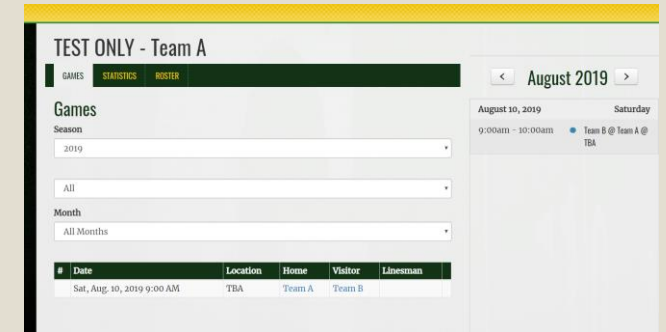 TEST ONLY - Team A
GAMES STATISTICS ROSTER
Games
Season
2019
All
Month
All Months
# Date Location Home Visitor Linesman
Sat, Aug. 10, 2019 9:00 AM TBA Team A Team B
< August 2019 >
August 10, 2019 Saturday
9:00am - 10:00am Team B @ Team A @
TBA